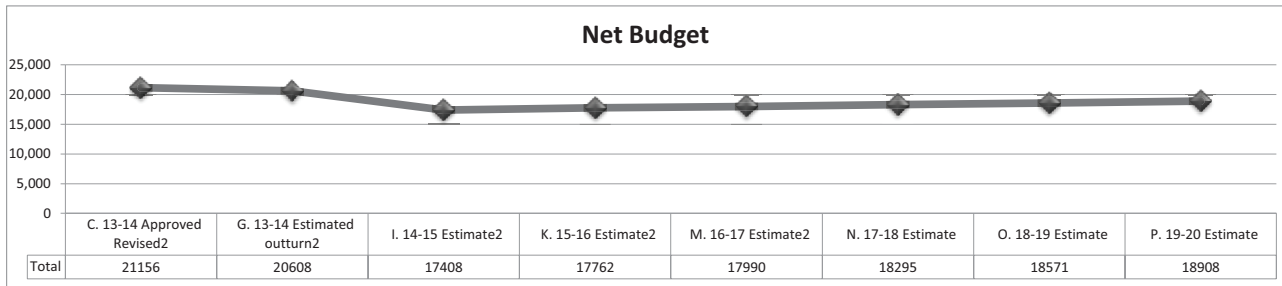 Net Budget
25,000
20,000
15,000
10,000
5,000
0
C. 13-14 Approved Revised2 G. 13-14 Estimated outturn2 I. 14-15 Estimate2 K. 15-16 Estimate2 M. 16-17 Estimate2 N. 17-18 Estimate O. 18-19 Estimate P. 19-20 Estimate
Total 21156 20608 17408 17762 17990 18295 18571 18908